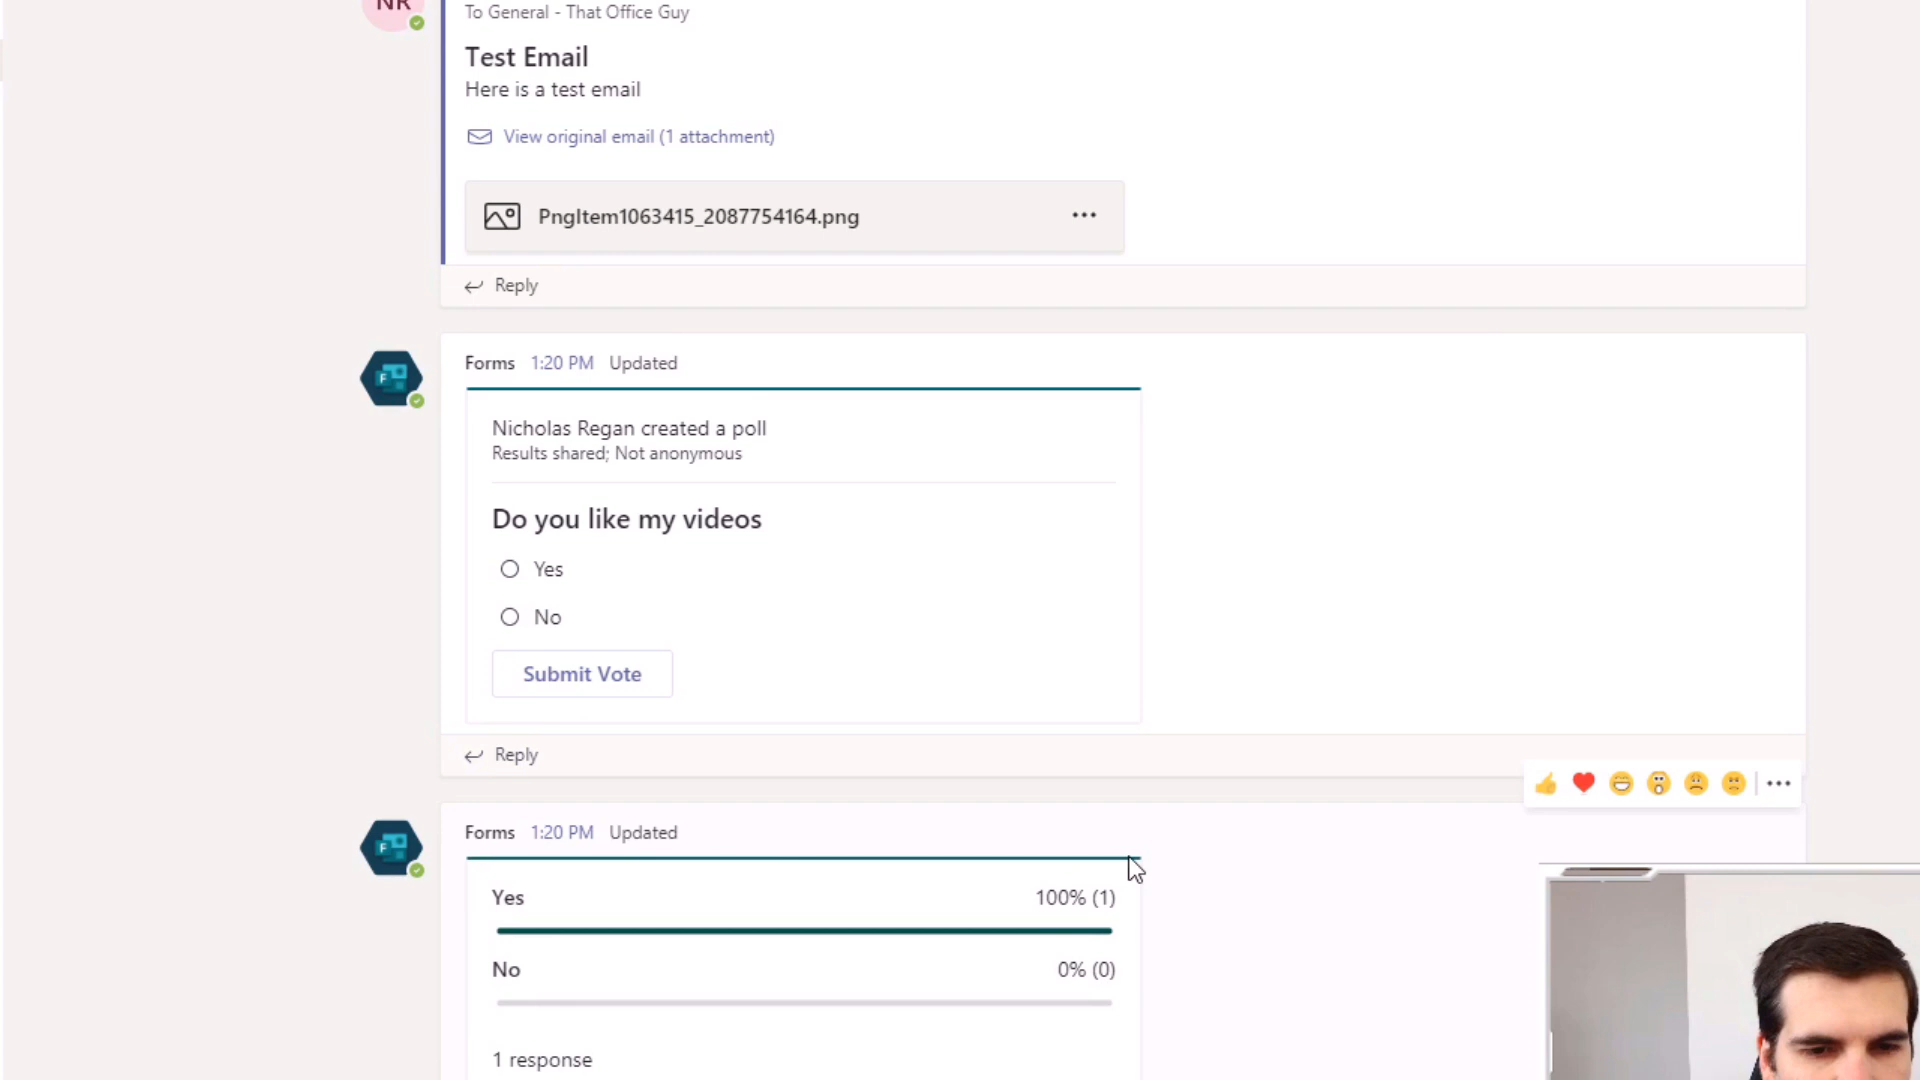 NR
To General - That Office Guy
Test Email
Here is a test email
View original email (1 attachment)
PngItem1063415_2087754164.png
Reply
Forms 1:20 PM Updated
F
Nicholas Regan created a poll
Results shared; Not anonymous
Do you like my videos
Yes
No
Submit Vote
Reply
Forms 1:20 PM Updated
F
Yes 100% (1)
No 0% (0)
1 response